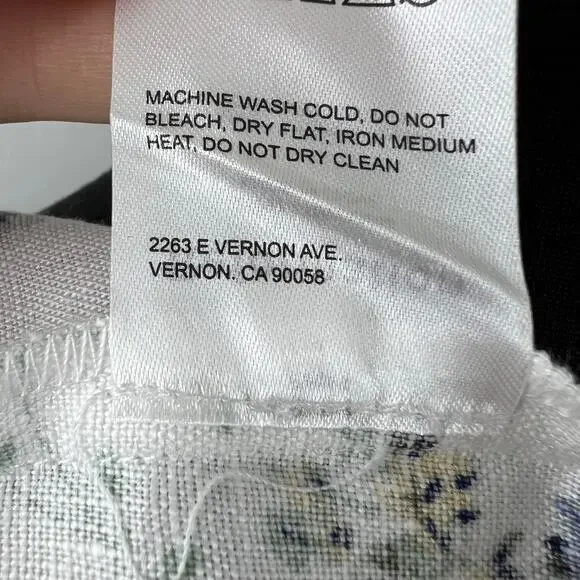 MACHINE WASH COLD, DO NOT
BLEACH, DRY FLAT, IRON MEDIUM
HEAT, DO NOT DRY CLEAN
2263 E VERNON AVE.
VERNON. CA 90058